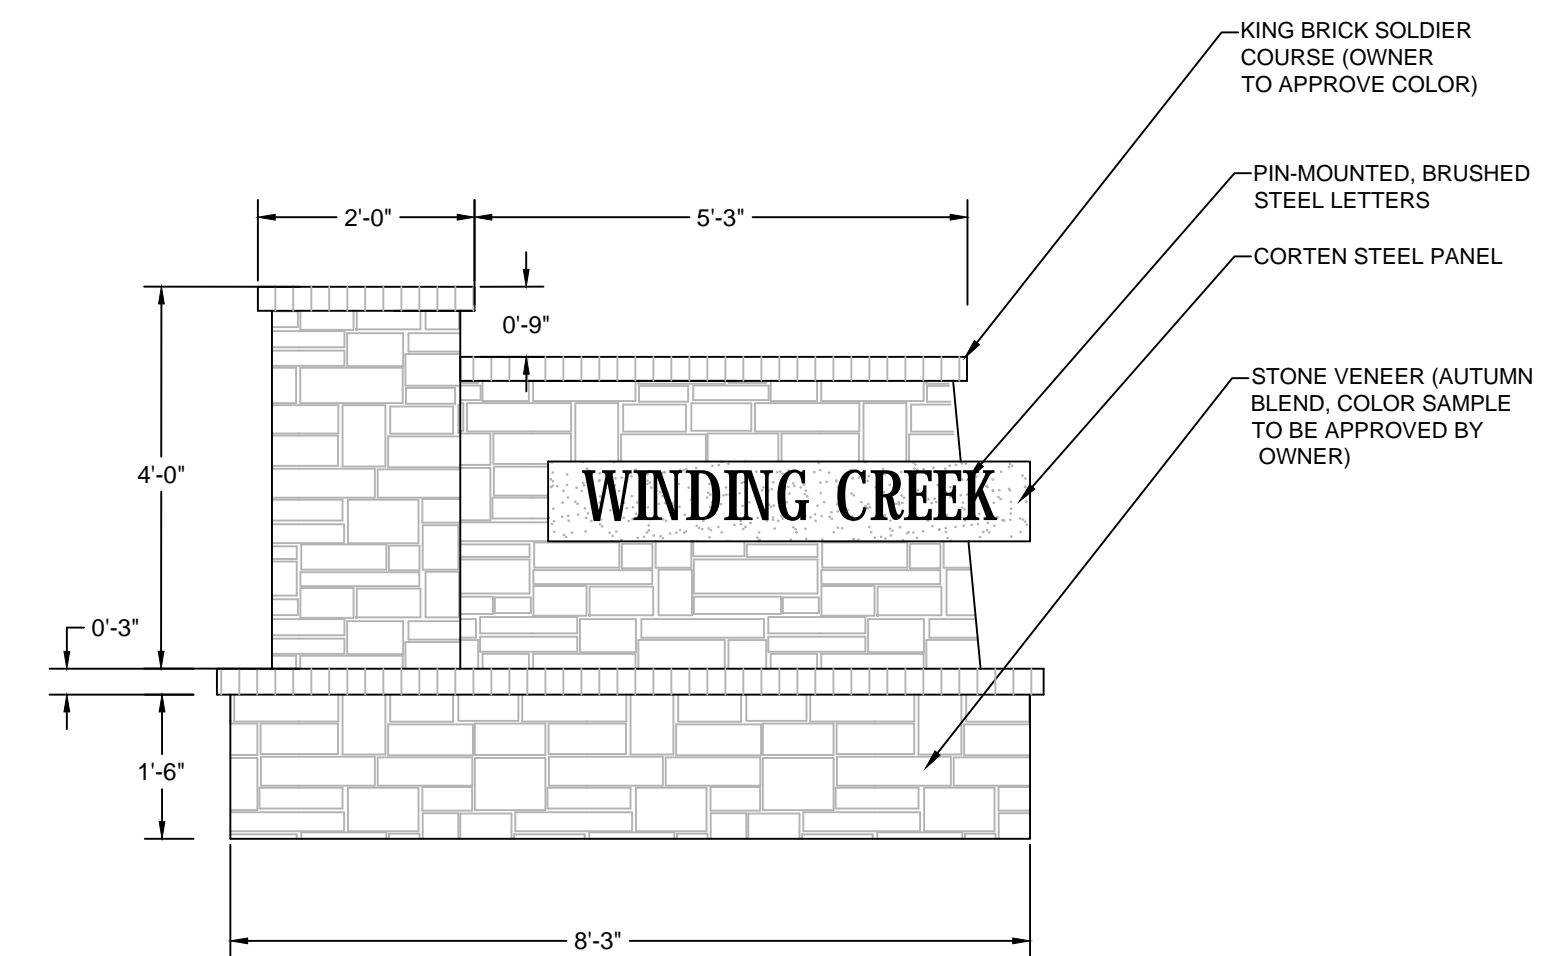 KING BRICK SOLDIER
COURSE (OWNER
TO APPROVE COLOR)
PIN-MOUNTED, BRUSHED
STEEL LETTERS
2'-0"
5'-3"
CORTEN STEEL PANEL
0'-9"
STONE VENEER (AUTUMN
BLEND, COLOR SAMPLE
TO BE APPROVED BY
OWNER)
4'-0"
WINDING CREEK
0'-3"
1'-6"
8'-3"